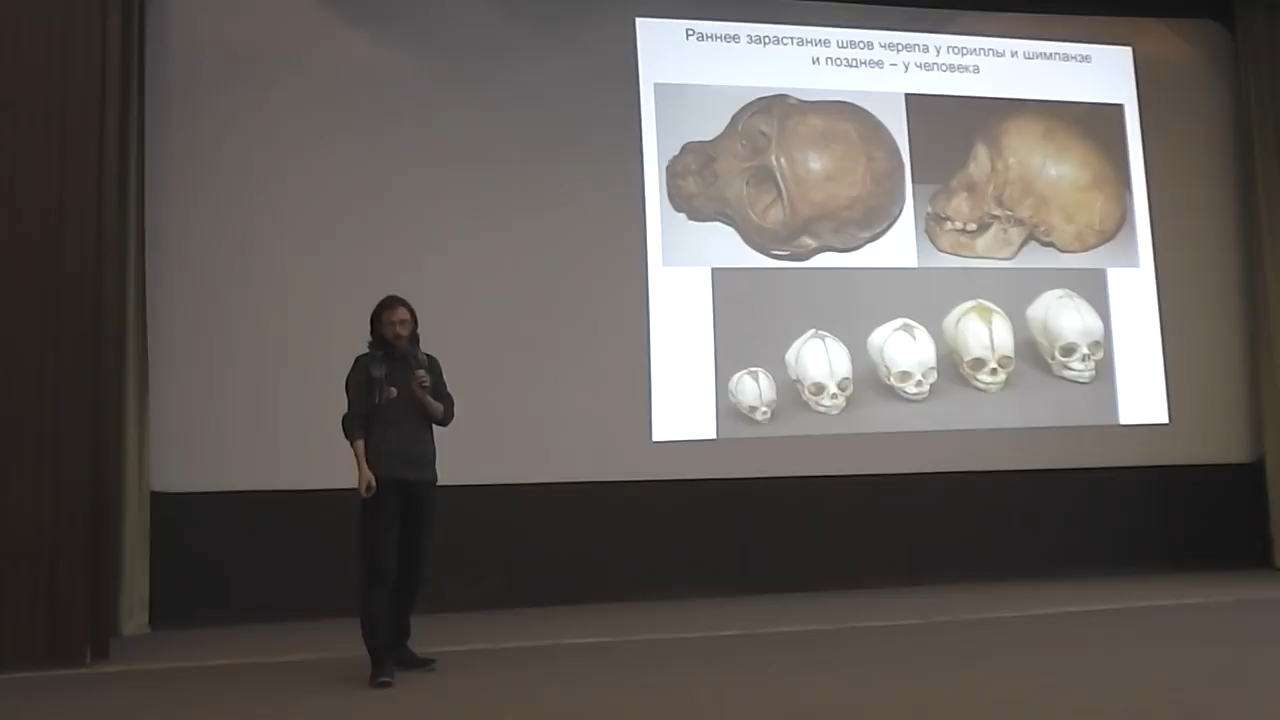 Раннее зарастание швов черепа у гориллы и шимпанзе
и позднее – у человека